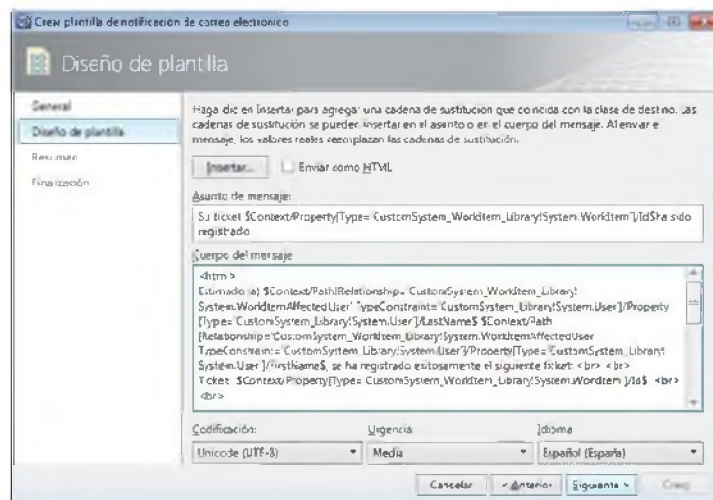 Crear plantilla de notificación de correo electrónico
Diseño de plantilla
General
Diseño de plantilla
Resumen
Finalización
Haga clic en Insertar para agregar una cadena de sustitución que coincida con la clase de destino. Las
cadenas de sustitución se pueden insertar en el asunto o en el cuerpo del mensaje. Al enviar e
mensaje, los valores reales reemplazan las cadenas de sustitución.
Insertar...
Enviar como HTML
Asunto de mensaje:
Su ticket $Context/Property[Type='CustomSystem_WorkItem_Library!System.WorkItem']/Id$ ha sido
registrado
Cuerpo del mensaje
<html>
Estimado(a) $Context/Path[Relationship='CustomSystem_WorkItem_Library!
System.WorkItemAffectedUser' TypeConstraint='CustomSystem_Library!System.User']/Property
[Type='CustomSystem_Library!System.User']/LastName$ $Context/Path
[Relationship='CustomSystem_WorkItem_Library!System.WorkItemAffectedUser'
TypeConstraint='CustomSystem_Library!System.User']/Property[Type='CustomSystem_Library!
System.User']/FirstName$, se ha registrado exitosamente el siguiente ticket: <br> <br>
Ticket: $Context/Property[Type='CustomSystem_WorkItem_Library!System.WorkItem']/Id$ <br>
<br>
<br>
Codificación:
Urgencia:
Idioma
Unicode (UTF-8)
Media
Español (España)
Cancelar
< Anterior
Siguiente >
Crear